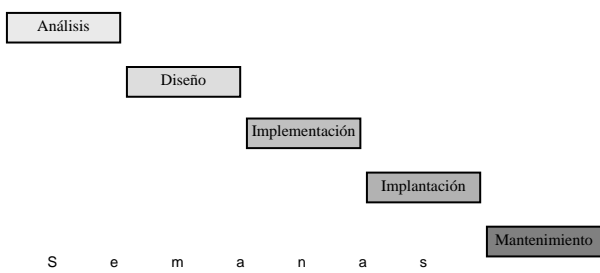 Análisis
Diseño
Implementación
Implantación
Mantenimiento
S e m a n a s